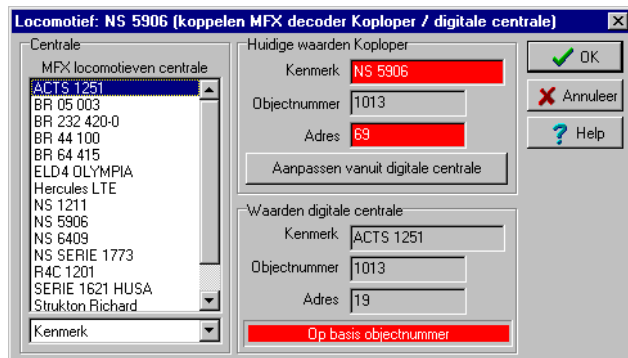 Locomotief: NS 5906 (koppelen MFX decoder Koploper / digitale centrale)
Centrale
MFX locomotieven centrale
ACTS 1251
BR 05 003
BR 232 420-0
BR 44 100
BR 64 415
ELD4 OLYMPIA
Hercules LTE
NS 1211
NS 5906
NS 6409
NS SERIE 1773
R4C 1201
SERIE 1621 HUSA
Strukton Richard
Kenmerk
Huidige waarden Koploper
Kenmerk NS 5906
Objectnummer 1013
Adres 69
Aanpassen vanuit digitale centrale
Waarden digitale centrale
Kenmerk ACTS 1251
Objectnummer 1013
Adres 19
Op basis objectnummer
OK
Annuleer
? Help